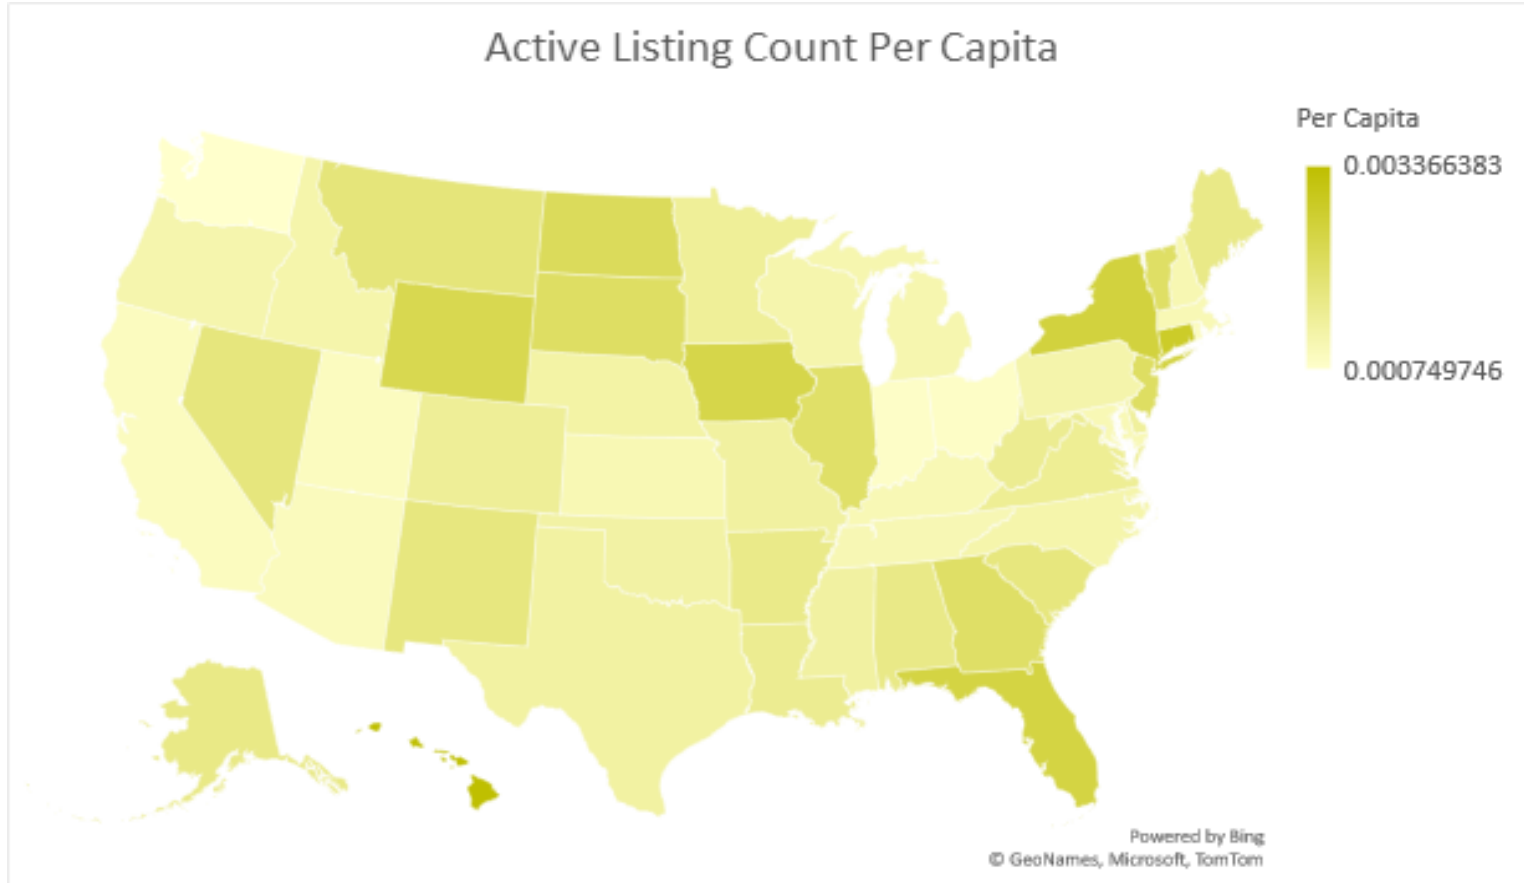 Active Listing Count Per Capita
Per Capita
0.003366383
0.000749746
Powered by Bing
© GeoNames, Microsoft, TomTom